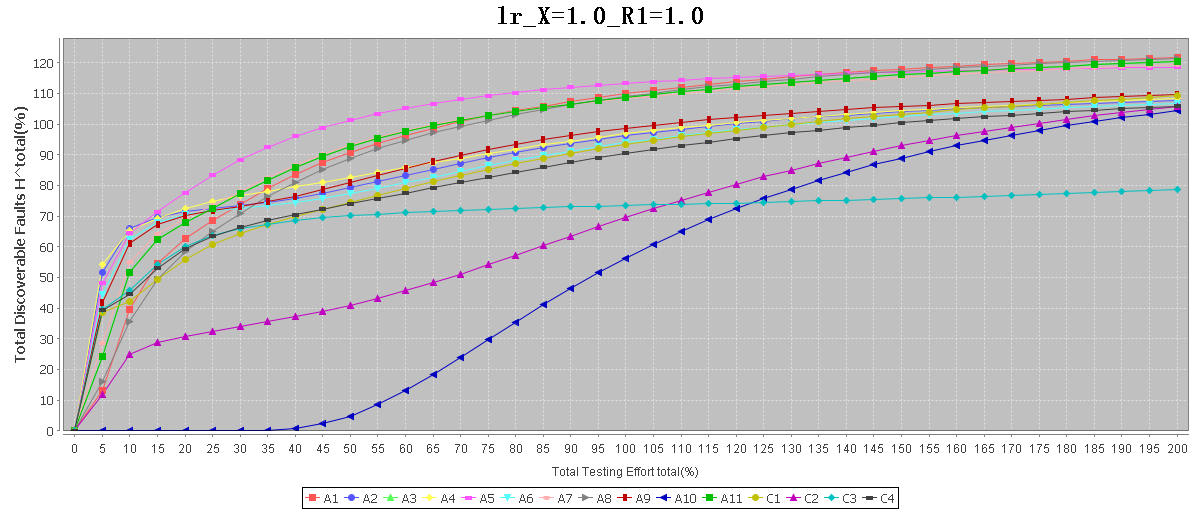 lr_X=1.0_R1=1.0
Total Discoverable Faults H^total(%)
120
110
100
90
80
70
60
50
40
30
20
10
0
0 5 10 15 20 25 30 35 40 45 50 55 60 65 70 75 80 85 90 95 100 105 110 115 120 125 130 135 140 145 150 155 160 165 170 175 180 185 190 195 200
Total Testing Effort total(%)
A1 A2 A3 A4 A5 A6 A7 A8 A9 A10 A11 C1 C2 C3 C4